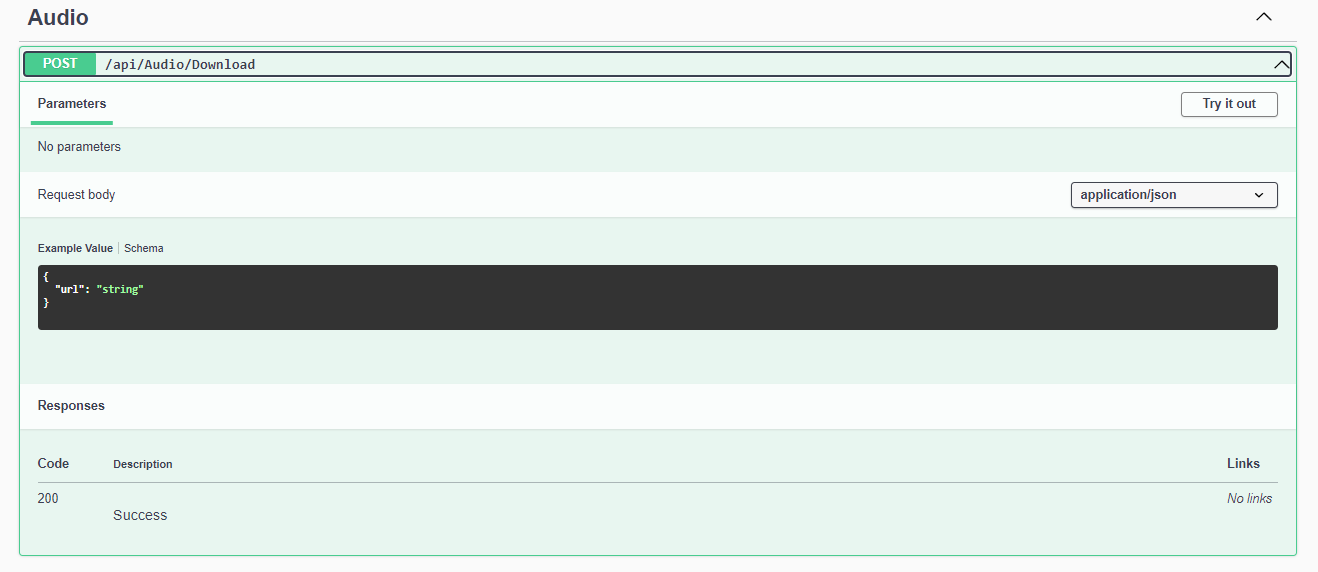 Audio
POST /api/Audio/Download
Parameters
Try it out
No parameters
Request body
application/json
Example Value | Schema
{
"url": "string"
}
Responses
Code Description Links
200 No links
Success